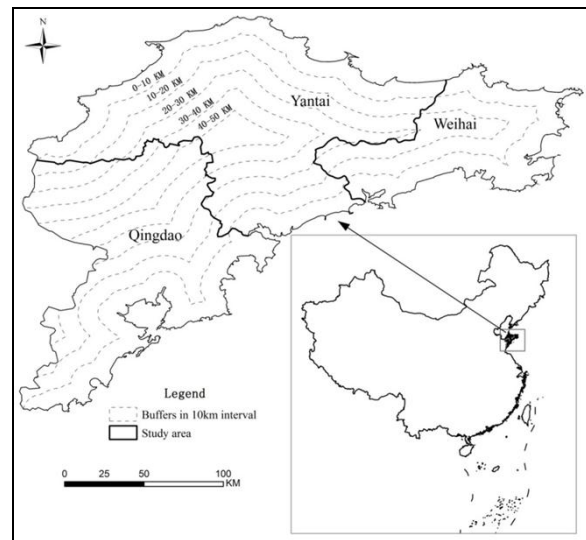 N
0-10 KM
10-20 KM
20-30 KM
30-40 KM
40-50 KM
Yantai
Weihai
Qingdao
Legend
Buffers in 10km interval
Study area
0 50 100
KM